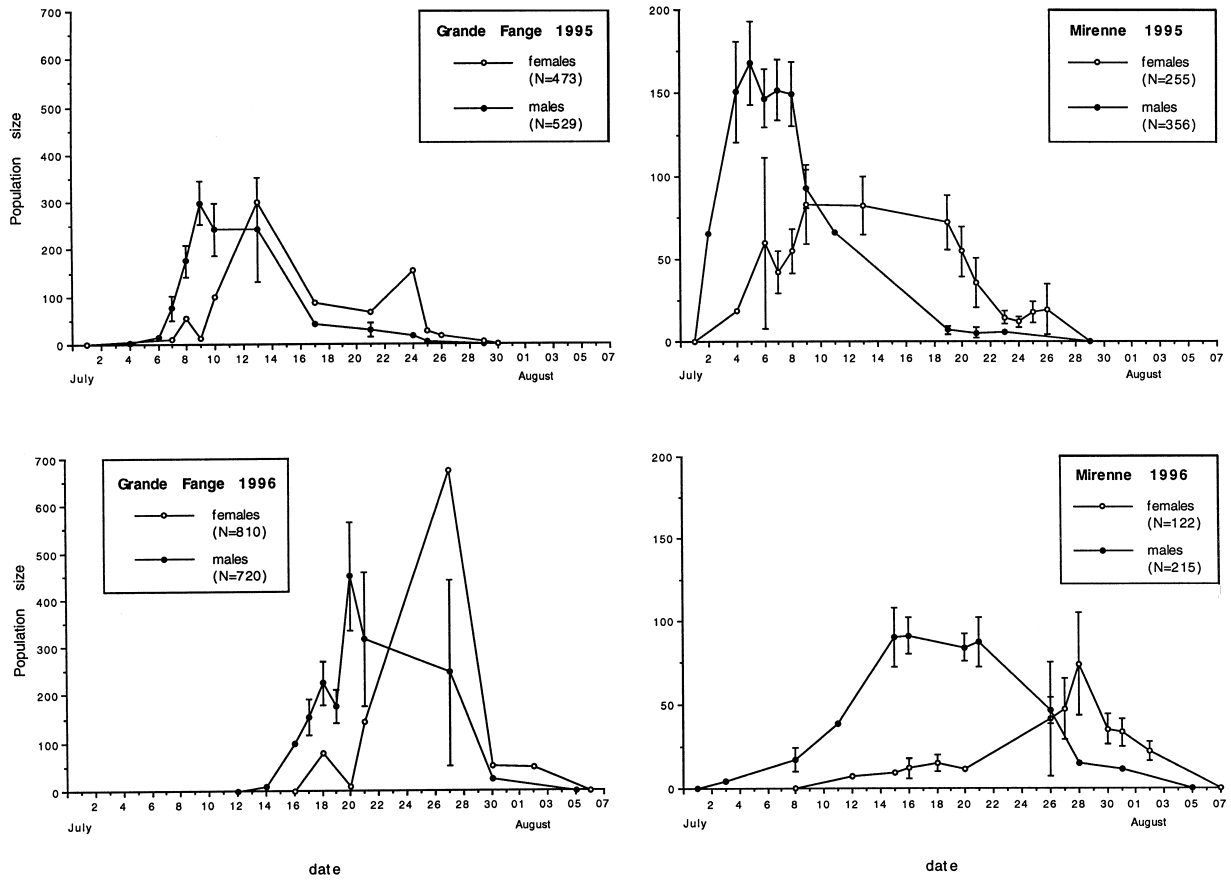 Grande Fange 1995
females
(N=473)
males
(N=529)
Population size
700
600
500
400
300
200
100
0
2 4 6 8 10 12 14 16 18 20 22 24 26 28 30 01 03 05 07
July August
Mirenne 1995
females
(N=255)
males
(N=356)
200
150
100
50
0
2 4 6 8 10 12 14 16 18 20 22 24 26 28 30 01 03 05 07
July August
Grande Fange 1996
females
(N=810)
males
(N=720)
Population size
700
600
500
400
300
200
100
0
2 4 6 8 10 12 14 16 18 20 22 24 26 28 30 01 03 05 07
July August
date
Mirenne 1996
females
(N=122)
males
(N=215)
200
150
100
50
0
2 4 6 8 10 12 14 16 18 20 22 24 26 28 30 01 03 05 07
July August
date